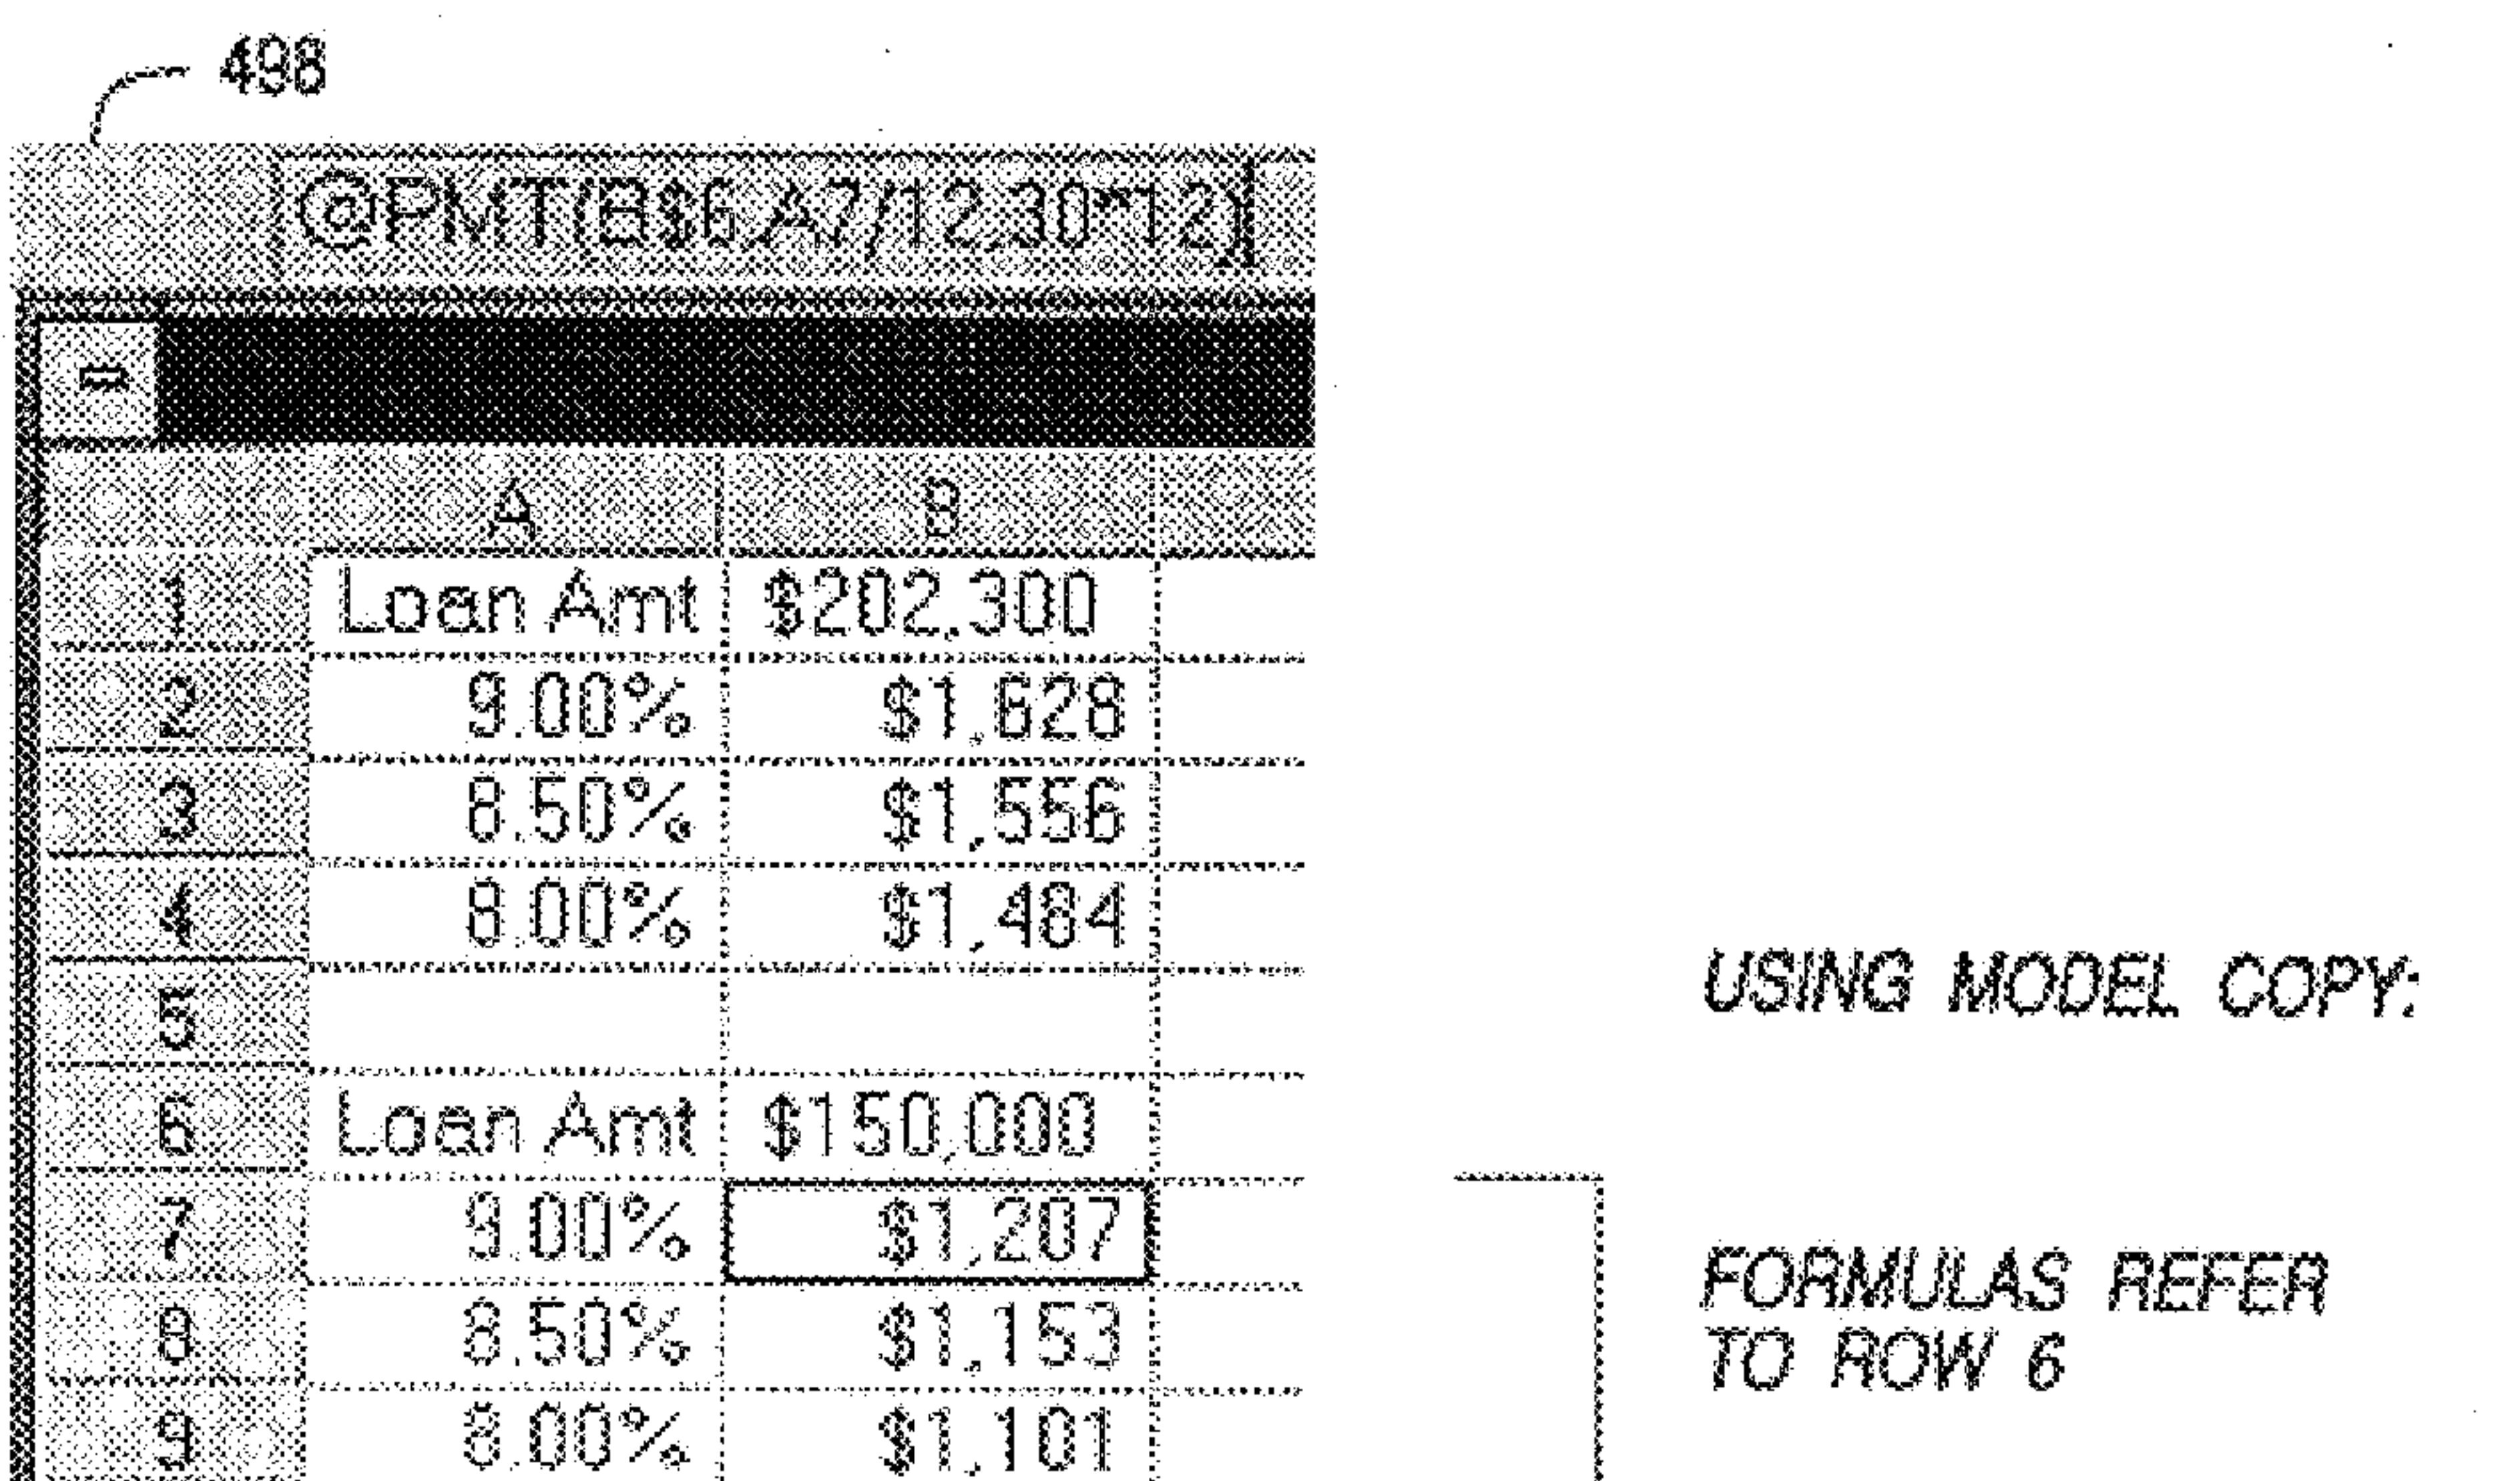 498
@PMT(B$6,A7/12,30*12)
A B
1 Loan Amt $202,300
2 9.00% $1,628
3 8.50% $1,556
4 8.00% $1,484
5
6 Loan Amt $150,000
7 9.00% $1,207
8 8.50% $1,153
9 8.00% $1,101
USING MODEL COPY:
FORMULAS REFER
TO ROW 6